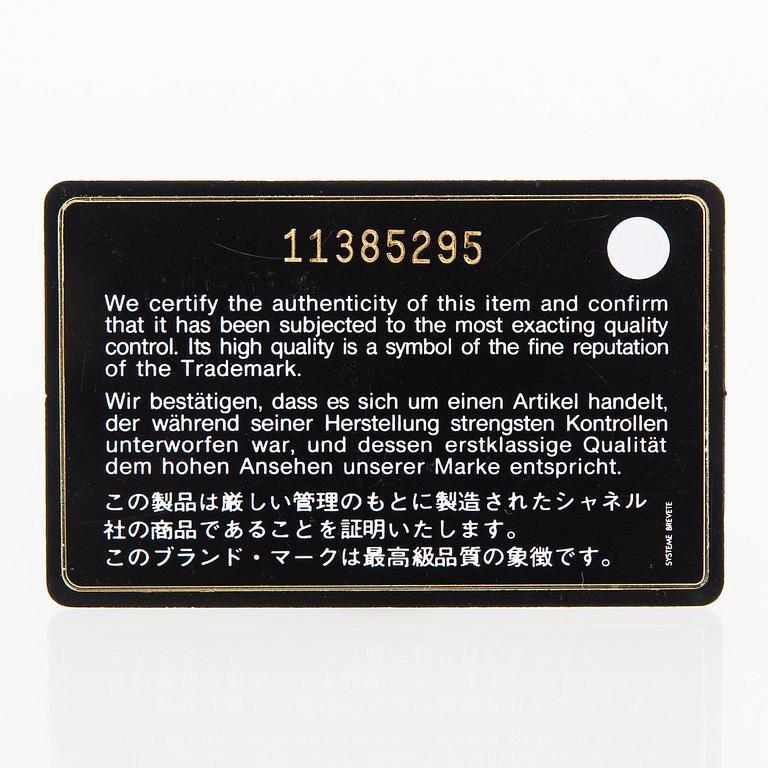 11385295
We certify the authenticity of this item and confirm
that it has been subjected to the most exacting quality
control. Its high quality is a symbol of the fine reputation
of the Trademark.
Wir bestätigen, dass es sich um einen Artikel handelt,
der während seiner Herstellung strengsten Kontrollen
unterworfen war, und dessen erstklassige Qualität
dem hohen Ansehen unserer Marke entspricht.
この製品は厳しい管理のもとに製造されたシャネル
社の商品であることを証明いたします。
このブランド・マークは最高級品質の象徴です。
SYSTEME BREVETE